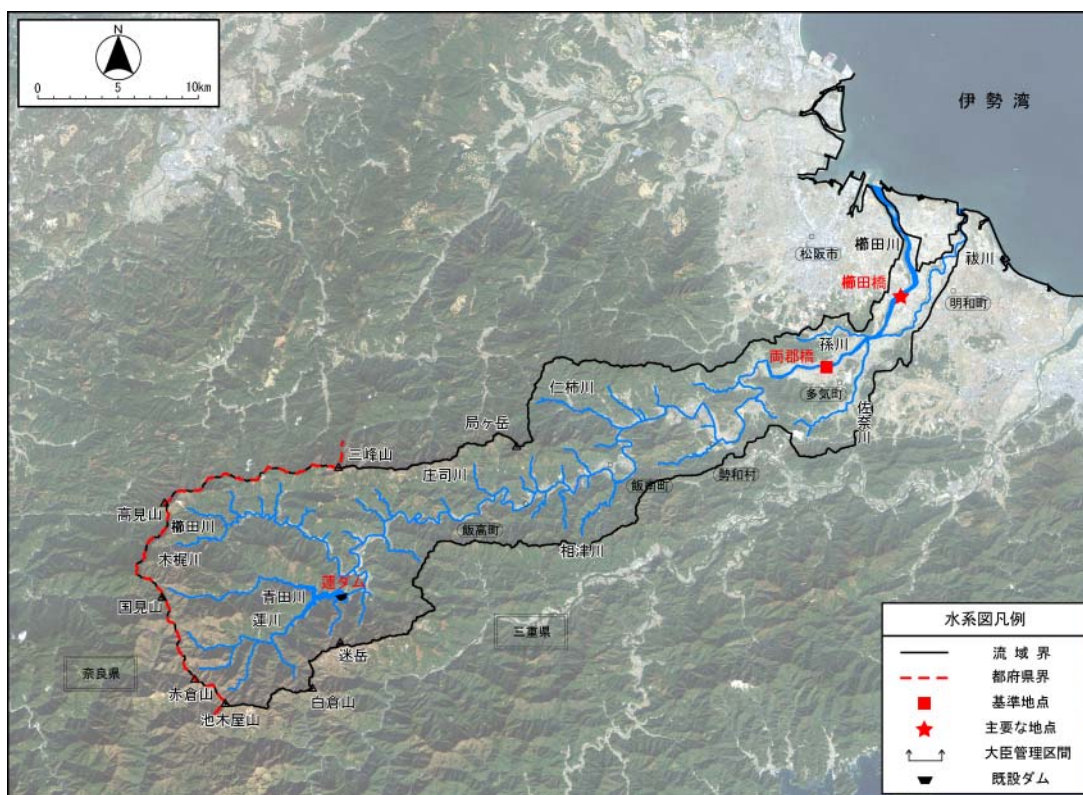 N
0 5 10km
伊勢湾
松阪市
櫛田川
祓川
櫛田橋
明和町
孫川
両郡橋
多気町
佐奈川
仁柿川
局ヶ岳
三峰山
庄司川
飯南町
勢和村
高見山
櫛田川
飯高町
相津川
木梶川
蓮ダム
国見山
青田川
蓮川
三重県
迷岳
奈良県
赤倉山
白倉山
池木屋山
水系図凡例
流域界
都府県界
基準地点
主要な地点
大臣管理区間
既設ダム